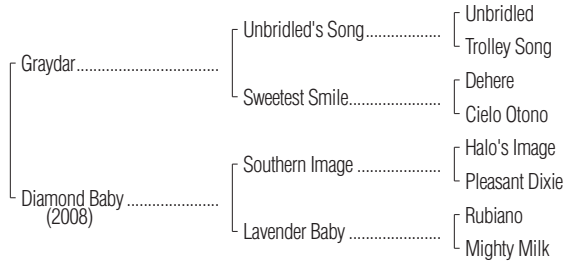 Unbridled
Unbridled's Song
Trolley Song
Graydar
Dehere
Sweetest Smile
Cielo Otono
Halo's Image
Southern Image
Pleasant Dixie
Diamond Baby
(2008)
Rubiano
Lavender Baby
Mighty Milk